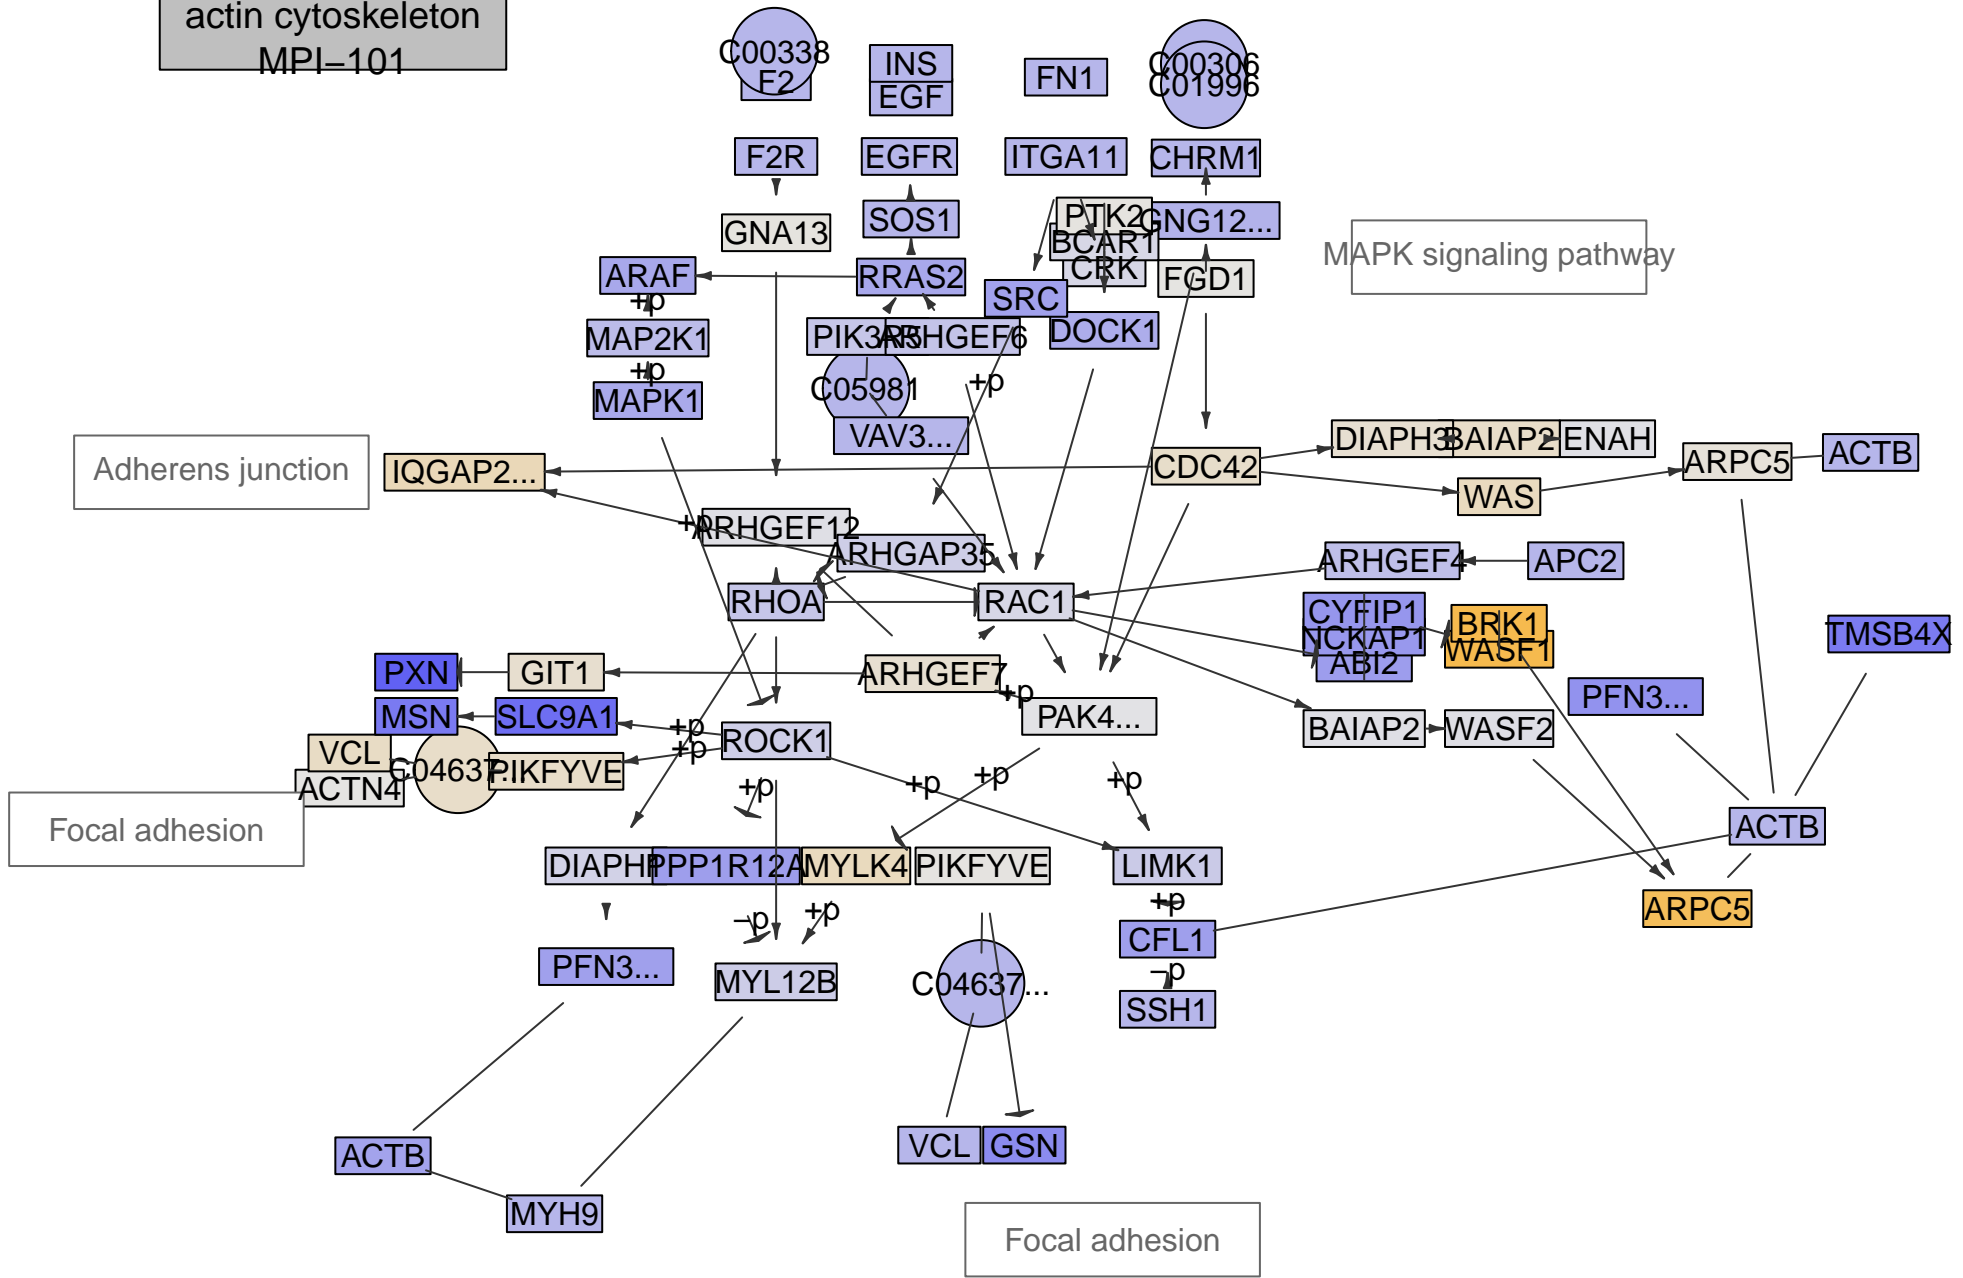 actin cytoskeleton
MPI–101
C00338
F2
INS
EGF
FN1
C00306
C01996
F2R
EGFR
ITGA11
CHRM1
GNA13
SOS1
PTK2
GNG12...
BCAR1
CRK
FGD1
MAPK signaling pathway
ARAF
RRAS2
SRC
DOCK1
+p
MAP2K1
PIK3R5
ARHGEF6
+p
MAPK1
C05981
+p
VAV3...
Adherens junction
IQGAP2...
CDC42
DIAPH3
BAIAP2
ENAH
ARPC5
ACTB
WAS
+p
ARHGEF12
ARHGAP35
ARHGEF4
APC2
RHOA
RAC1
CYFIP1
NCKAP1
ABI2
BRK1
WASF1
TMSB4X
PXN
GIT1
ARHGEF7
+p
PFN3...
MSN
SLC9A1
+p
ROCK1
PAK4...
BAIAP2
WASF2
VCL
ACTN4
C04637...
PIKFYVE
+p
+p
+p
+p
+p
Focal adhesion
ACTB
PPP1R12A
MYLK4
PIKFYVE
LIMK1
ARPC5
–p
+p
+p
CFL1
PFN3...
MYL12B
C04637...
–p
SSH1
ACTB
VCL
GSN
MYH9
Focal adhesion